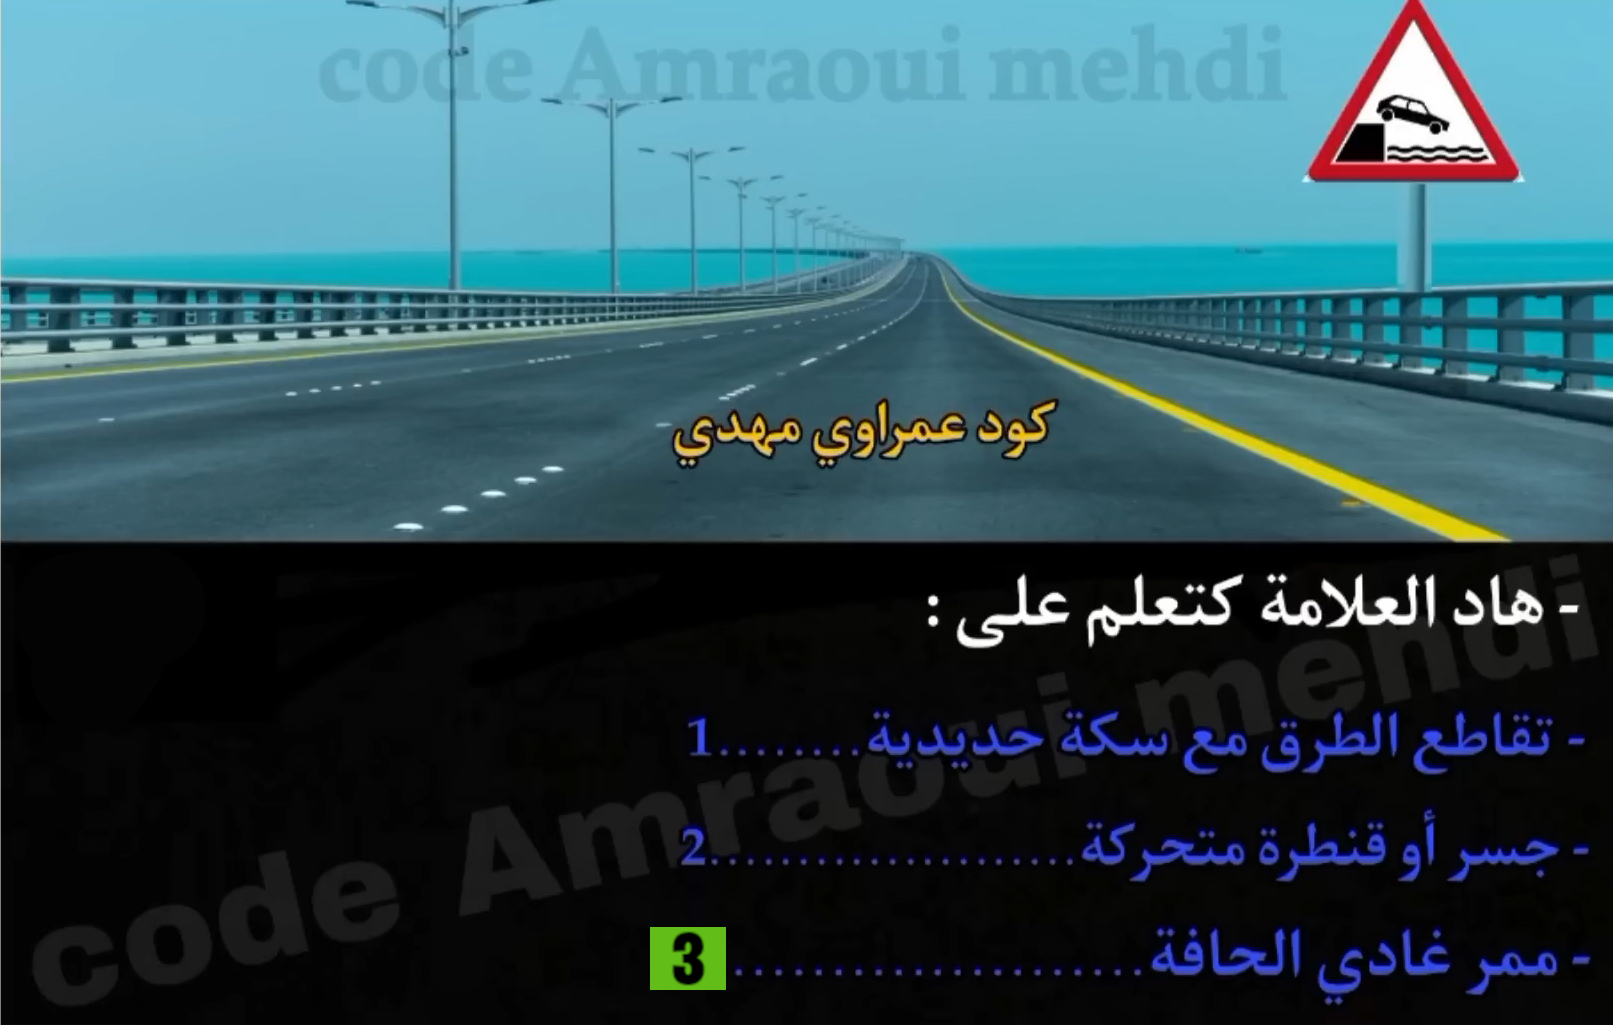 code Amraoui mehdi
كود عمراوي مهدي
- هاد العلامة كتعلم على :
- تقاطع الطرق مع سكة حديدية........1
- جسر أو قنطرة متحركة.....................2
- ممر غادي الحافة........................3
code Amraoui mehdi